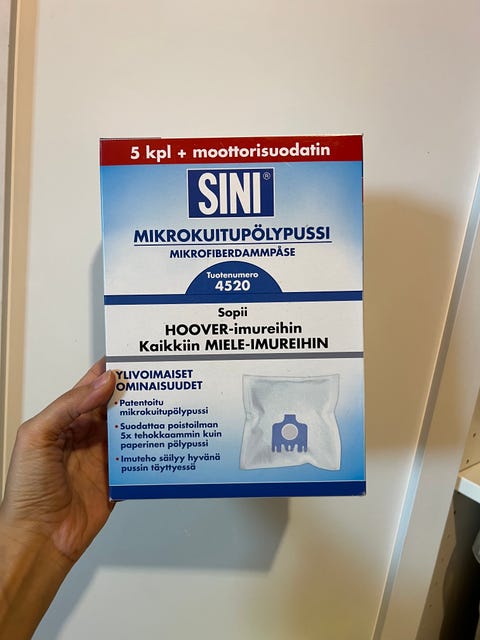 5 kpl + moottorisuodatin
SINI®
MIKROKUITUPÖLYPUSSI
MIKROFIBERDAMMPÅSE
Tuotenumero
4520
Sopii
HOOVER-imureihin
Kaikkiin MIELE-IMUREIHIN
YLIVOIMAISET
OMINAISUUDET
• Patentoitu
mikrokuitupölypussi
• Suodattaa poistoilman
5x tehokkaammin kuin
paperinen pölypussi
• Imuteho säilyy hyvänä
pussin täyttyessä